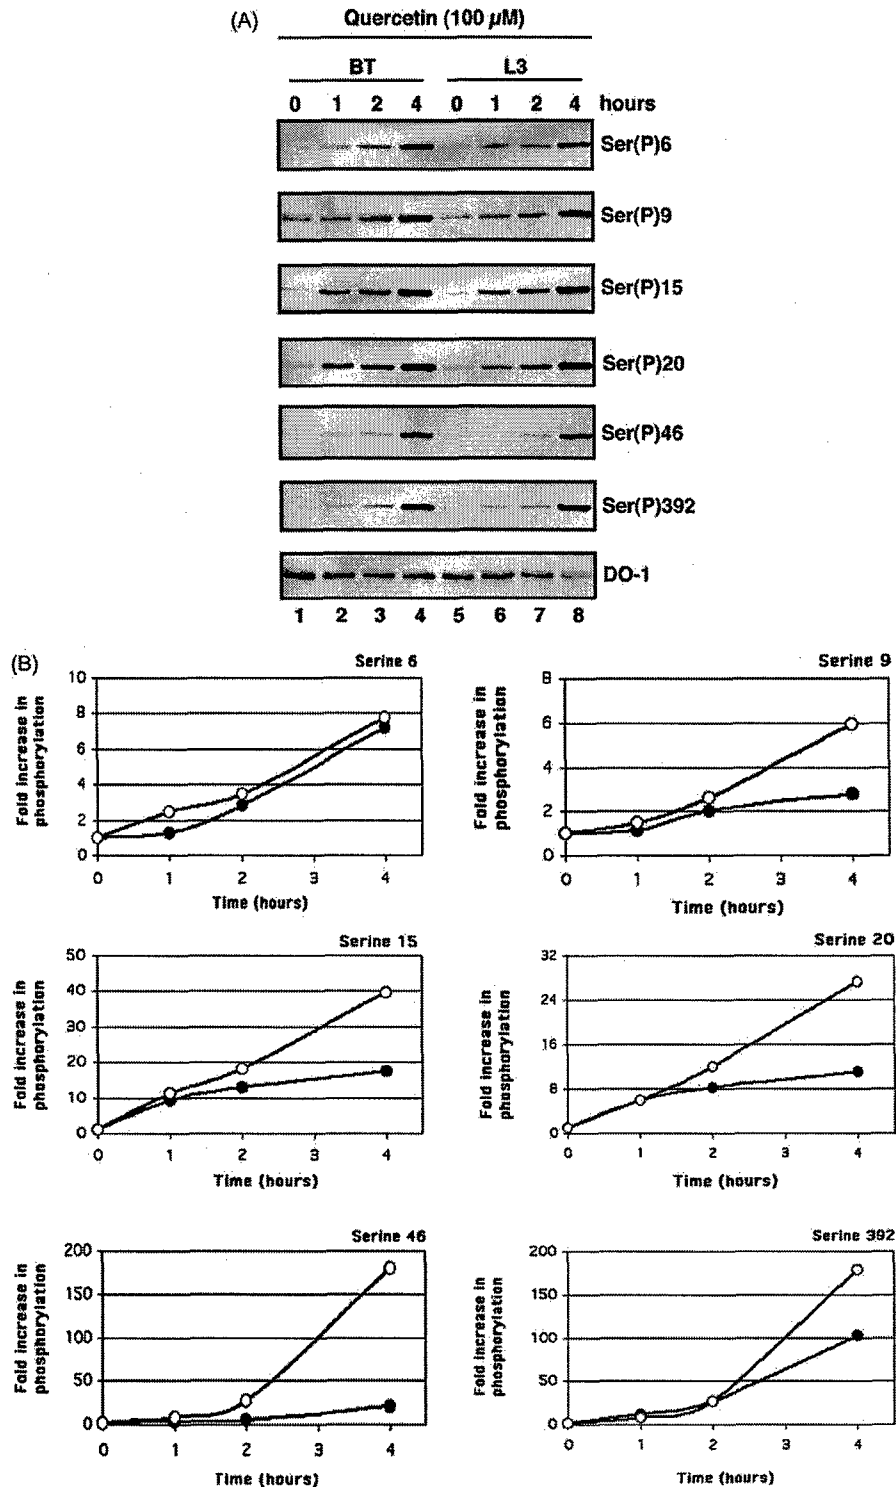 (A) Quercetin (100 µM)
BT L3
0 1 2 4 0 1 2 4 hours
Ser(P)6
Ser(P)9
Ser(P)15
Ser(P)20
Ser(P)46
Ser(P)392
DO-1
1 2 3 4 5 6 7 8
(B)
Serine 6
Fold increase in
phosphorylation
10
8
6
4
2
0
0 1 2 3 4
Time (hours)
Serine 9
Fold increase in
phosphorylation
8
6
4
2
0
0 1 2 3 4
Time (hours)
Serine 15
Fold increase in
phosphorylation
50
40
30
20
10
0
0 1 2 3 4
Time (hours)
Serine 20
Fold increase in
phosphorylation
32
24
16
8
0
0 1 2 3 4
Time (hours)
Serine 46
Fold increase in
phosphorylation
200
150
100
50
0
0 1 2 3 4
Time (hours)
Serine 392
Fold increase in
phosphorylation
200
150
100
50
0
0 1 2 3 4
Time (hours)